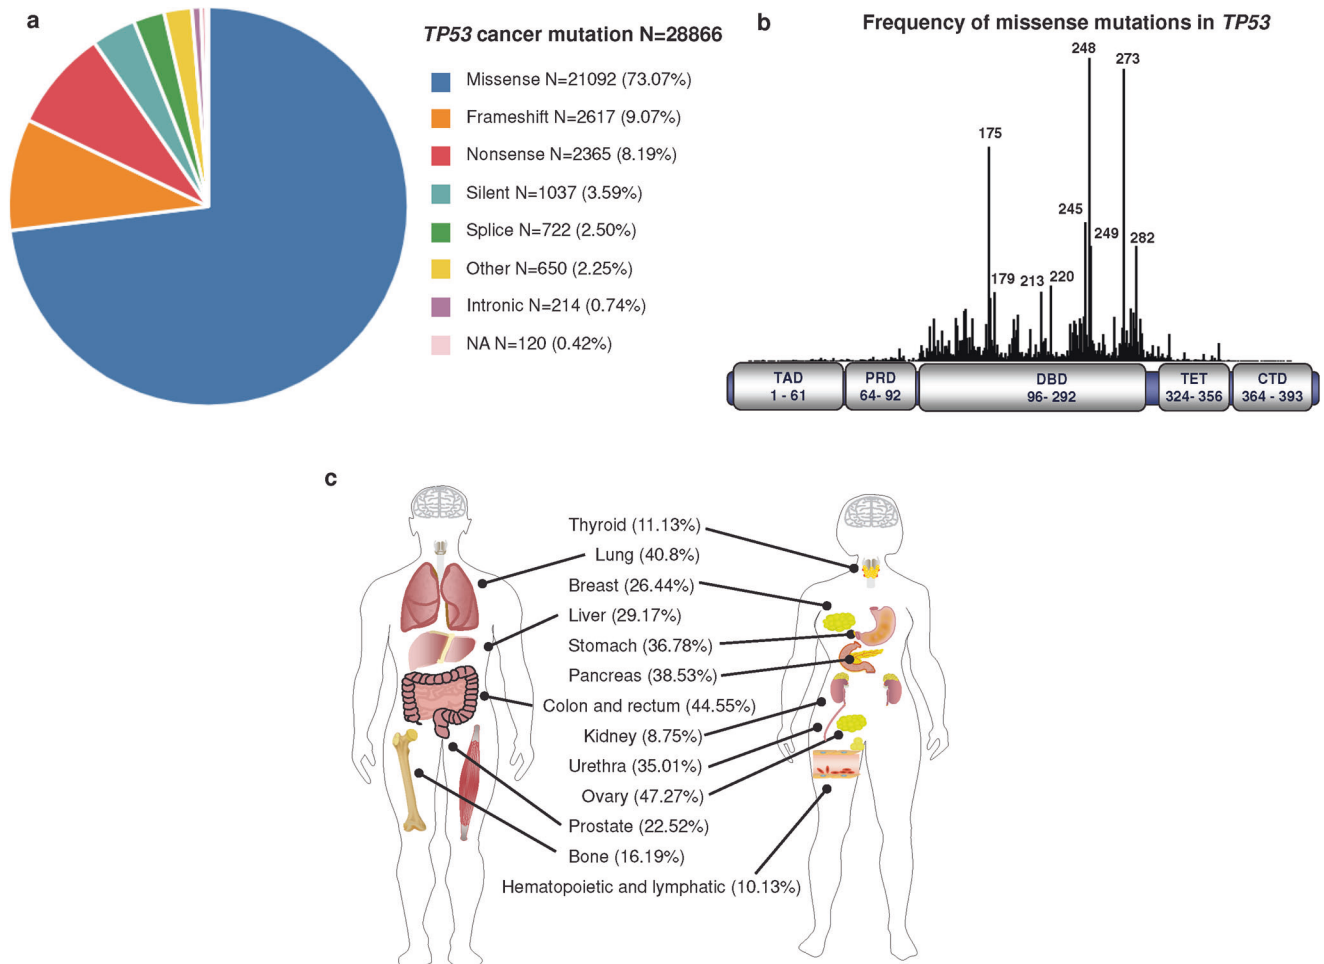 a
TP53 cancer mutation N=28866
Missense N=21092 (73.07%)
Frameshift N=2617 (9.07%)
Nonsense N=2365 (8.19%)
Silent N=1037 (3.59%)
Splice N=722 (2.50%)
Other N=650 (2.25%)
Intronic N=214 (0.74%)
NA N=120 (0.42%)
b
Frequency of missense mutations in TP53
248
273
175
245
249
282
179
213
220
TAD
1 - 61
PRD
64- 92
DBD
96- 292
TET
324- 356
CTD
364 - 393
c
Thyroid (11.13%)
Lung (40.8%)
Breast (26.44%)
Liver (29.17%)
Stomach (36.78%)
Pancreas (38.53%)
Colon and rectum (44.55%)
Kidney (8.75%)
Urethra (35.01%)
Ovary (47.27%)
Prostate (22.52%)
Bone (16.19%)
Hematopoietic and lymphatic (10.13%)